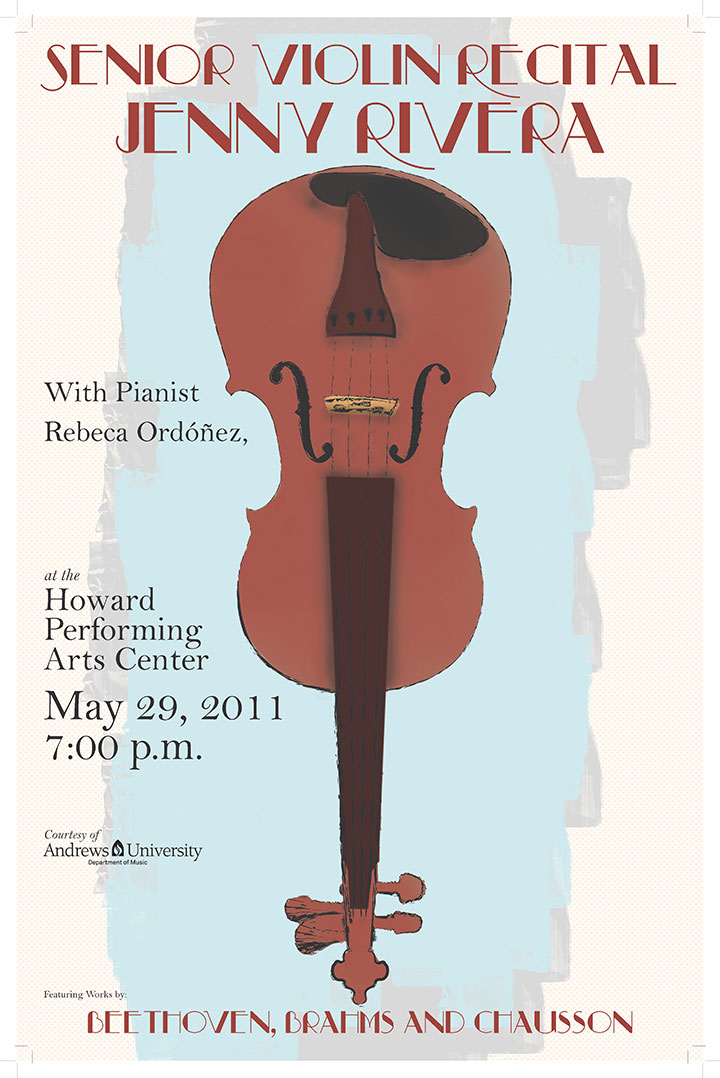 SENIOR VIOLIN RECITAL
JENNY RIVERA
With Pianist
Rebeca Ordóñez,
at the
Howard
Performing
Arts Center
May 29, 2011
7:00 p.m.
Courtesy of
Andrews University
Department of Music
Featuring Works by:
BEETHOVEN, BRAHMS AND CHAUSSON